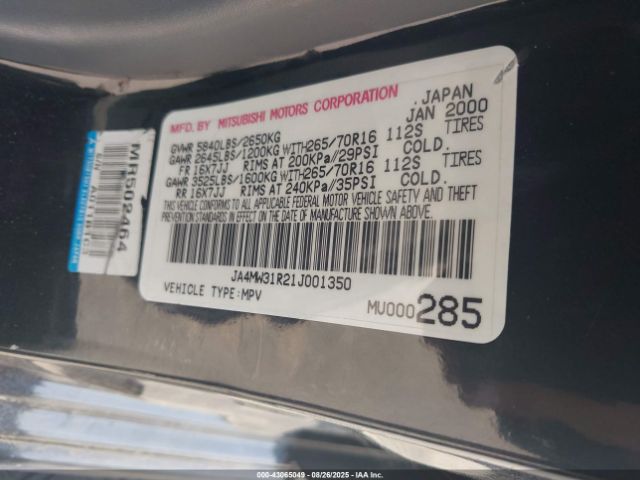 MFD. BY MITSUBISHI MOTORS CORPORATION . JAPAN
GVWR 5840LBS/2650KG JAN 2000
GAWR 2645LBS/1200KG WITH265/70R16 112S TIRES
FR 16X7JJ RIMS AT 200KPa//29PSI COLD.
GAWR 3525LBS/1600KG WITH265/70R16 112S TIRES
RR 16X7JJ RIMS AT 240KPa//35PSI COLD.
THIS VEHICLE CONFORMS TO ALL APPLICABLE FEDERAL MOTOR VEHICLE SAFETY AND THEFT
PREVENTION STANDARDS IN EFFECT ON THE DATE OF MANUFACTURE SHOWN ABOVE.
JA4MW31R21J001350
VEHICLE TYPE:MPV
MU000285
MR509464
000-43065049 - 08/26/2025 - IAAI.COM